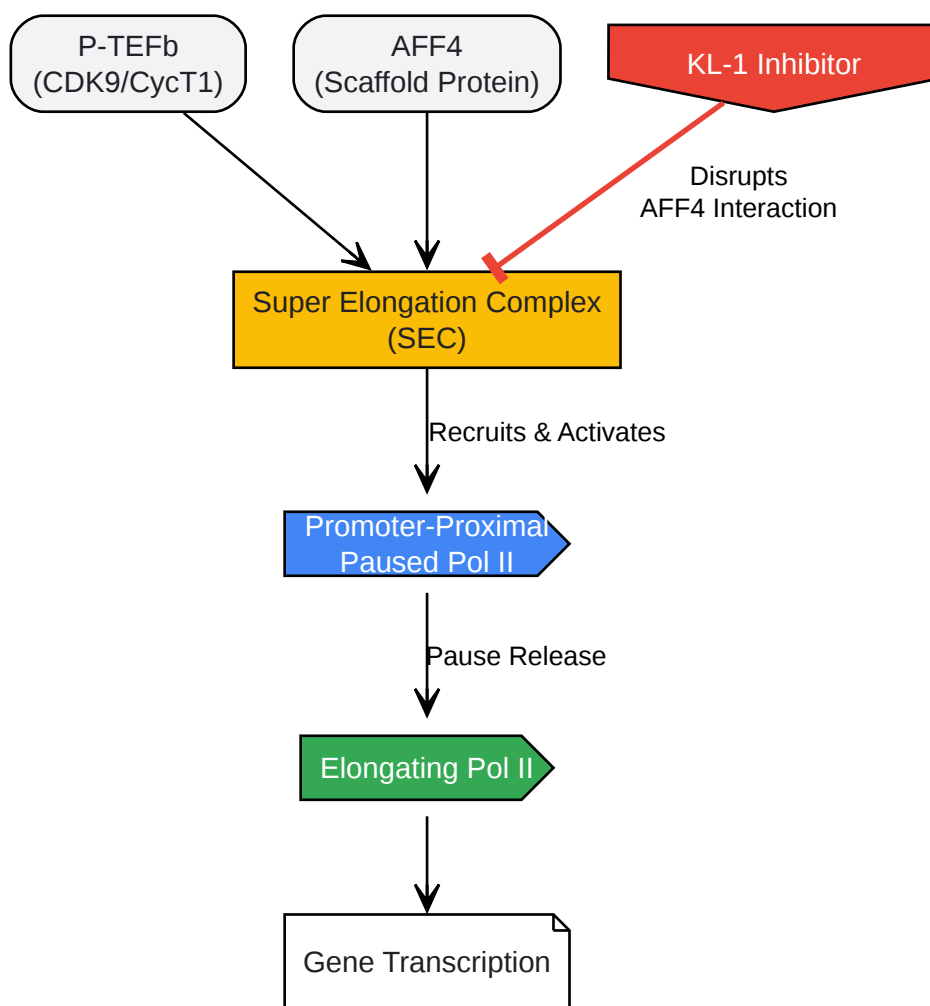 P-TEFb
(CDK9/CycT1)
AFF4
(Scaffold Protein)
KL-1 Inhibitor
Disrupts
AFF4 Interaction
Super Elongation Complex
(SEC)
Recruits & Activates
Promoter-Proximal
Paused Pol II
Pause Release
Elongating Pol II
Gene Transcription